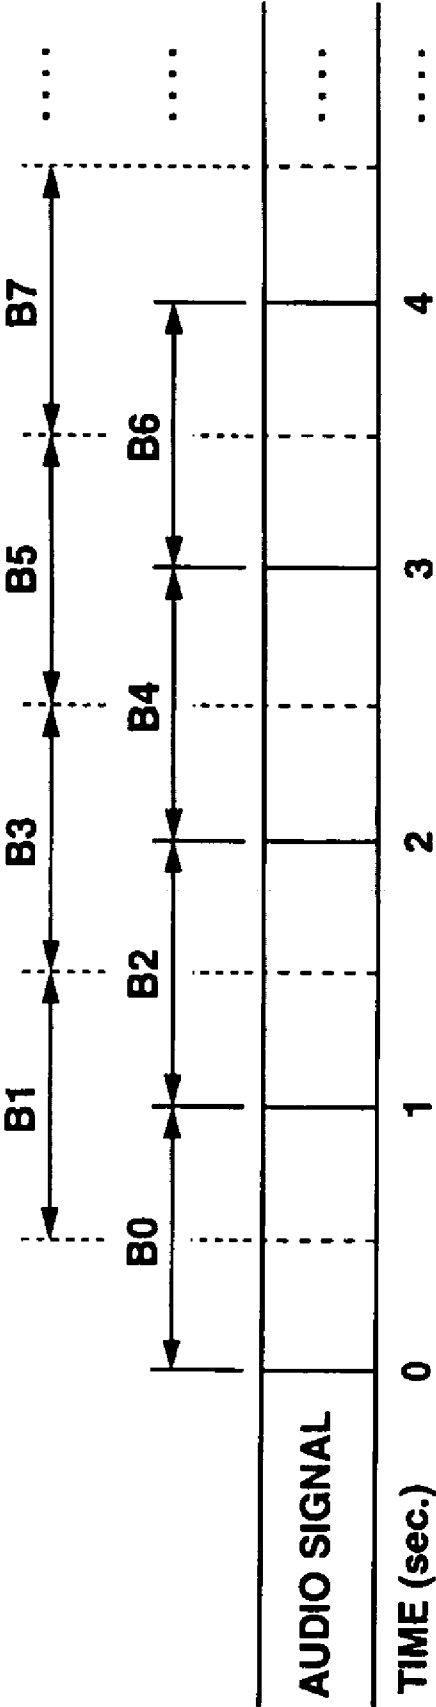 B1 B3 B5 B7 ....
B0 B2 B4 B6 ....
AUDIO SIGNAL ....
TIME (sec.) 0 1 2 3 4 ....